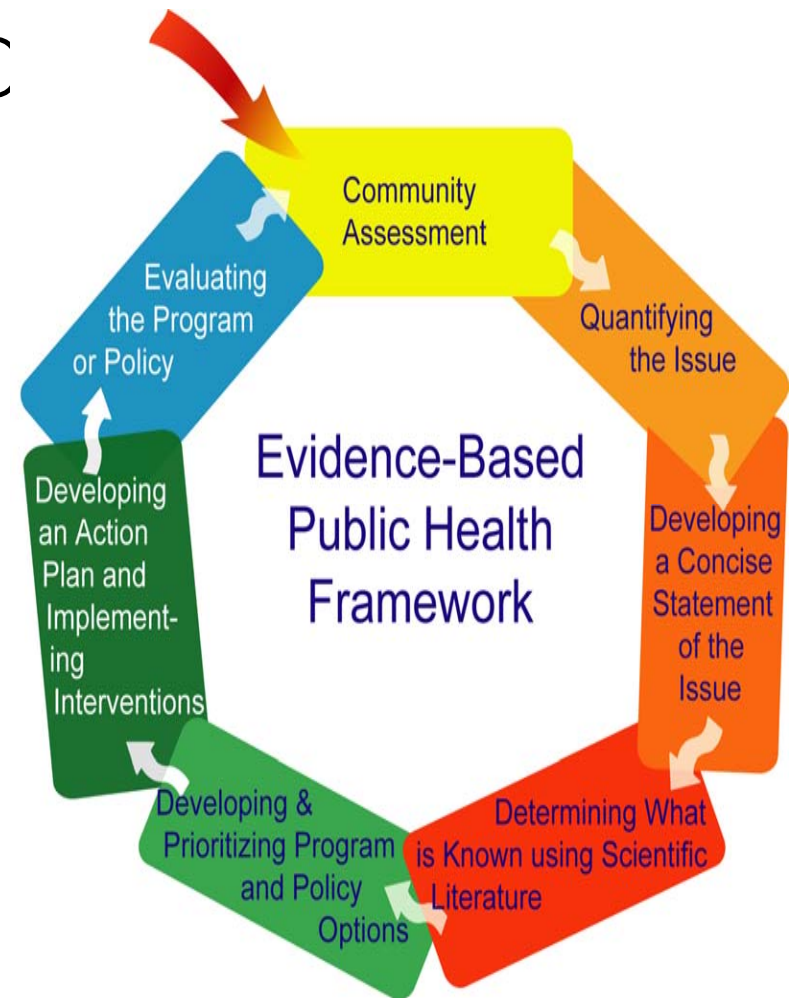 Community
Assessment
Quantifying
the Issue
Developing
a Concise
Statement
of the
Issue
Determining What
is Known using Scientific
Literature
Developing &
Prioritizing Program
and Policy
Options
Developing
an Action
Plan and
Implement-
ing
Interventions
Evaluating
the Program
or Policy
Evidence-Based
Public Health
Framework